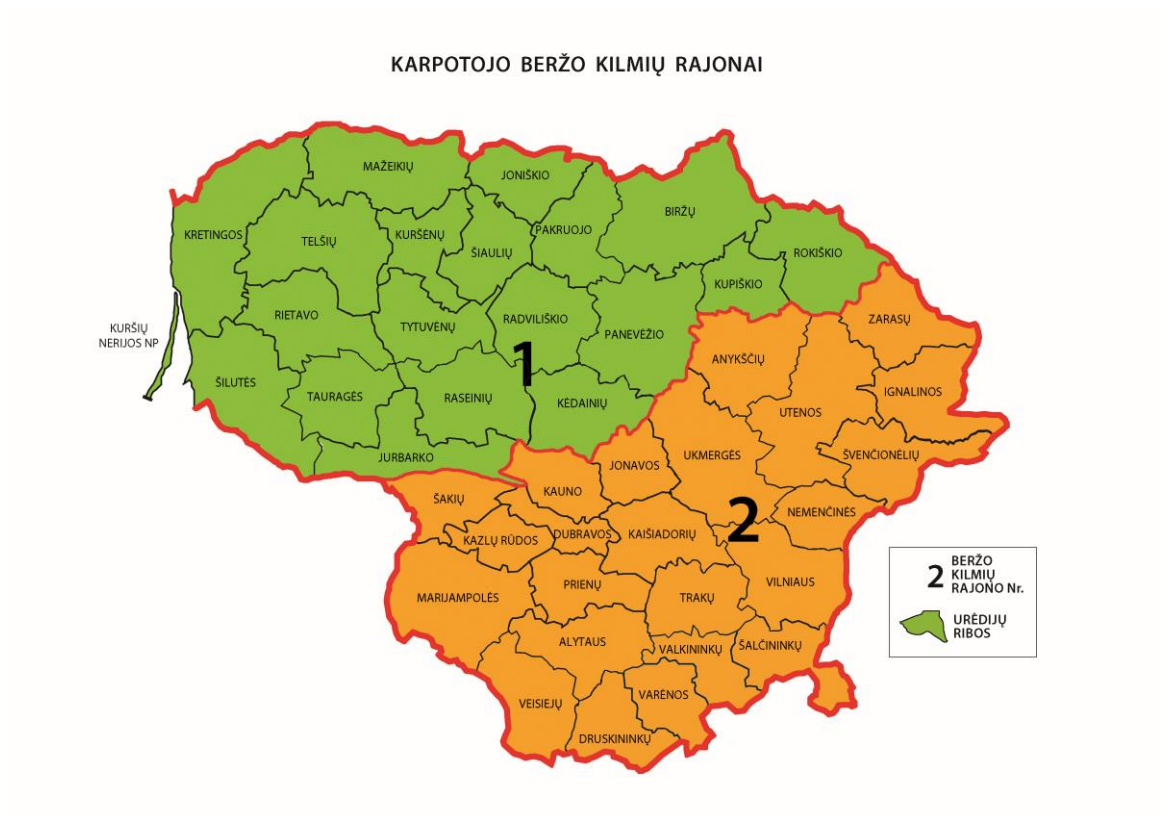 KARPOTOJO BERŽO KILMIŲ RAJONAI
MAŽEIKIŲ
JONIŠKIO
BIRŽŲ
KRETINGOS
TELŠIŲ
KURŠĖNŲ
ŠIAULIŲ
PAKRUOJO
ROKIŠKIO
KUPIŠKIO
RIETAVO
TYTUVĖNŲ
RADVILIŠKIO
PANEVĖŽIO
ZARASŲ
KURŠIŲ
NERIJOS NP
1
ANYKŠČIŲ
ŠILUTĖS
TAURAGĖS
RASEINIŲ
KĖDAINIŲ
UTENOS
IGNALINOS
JURBARKO
JONAVOS
UKMERGĖS
ŠVENČIONĖLIŲ
ŠAKIŲ
KAUNO
2
NEMENČINĖS
KAZLŲ RŪDOS
DUBRAVOS
KAIŠIADORIŲ
MARIJAMPOLĖS
PRIENŲ
TRAKŲ
VILNIAUS
ALYTAUS
VALKININKŲ
ŠALČININKŲ
VEISIEJŲ
VARĖNOS
DRUSKININKŲ
2
BERŽO
KILMIŲ
RAJONO Nr.
URĖDIJŲ
RIBOS